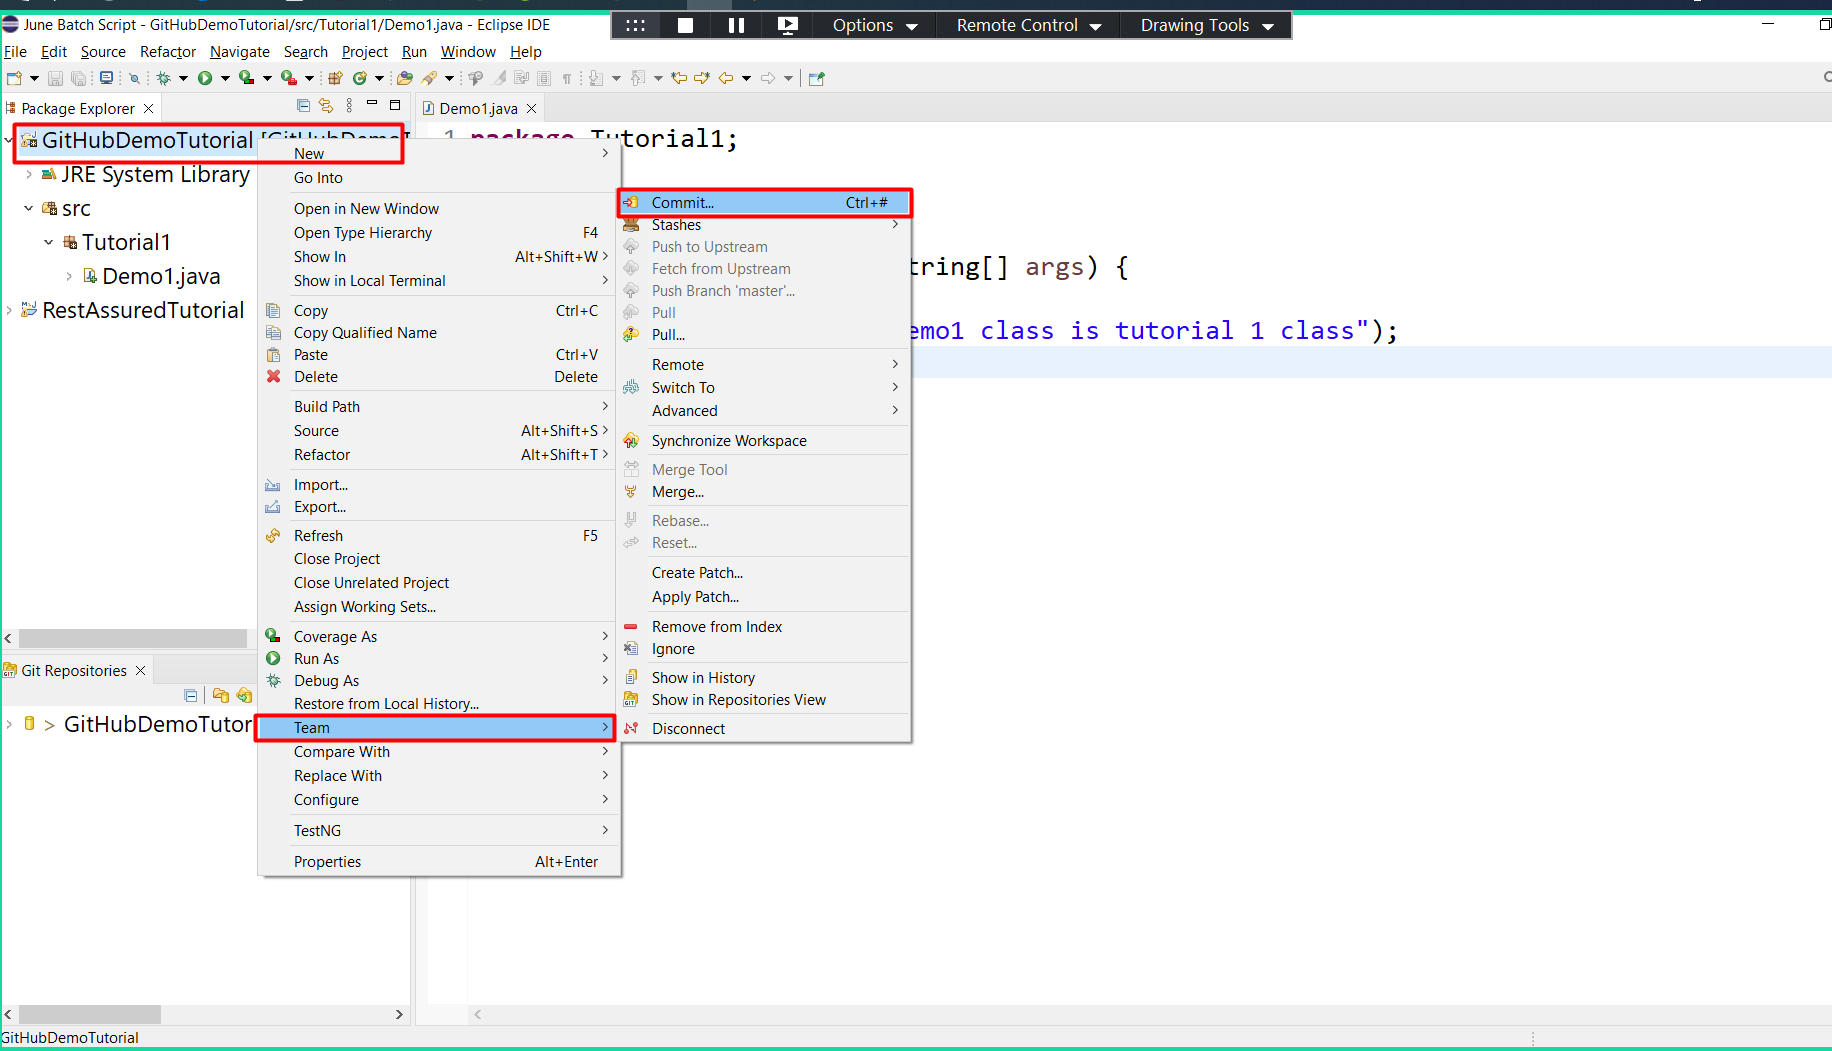 June Batch Script - GitHubDemoTutorial/src/Tutorial1/Demo1.java - Eclipse IDE
Options
Remote Control
Drawing Tools
File Edit Source Refactor Navigate Search Project Run Window Help
Package Explorer
Demo1.java
GitHubDemoTutorial
JRE System Library
src
Tutorial1
Demo1.java
RestAssuredTutorial
1 package Tutorial1;
tring[] args) {
emo1 class is tutorial 1 class");
New
Go Into
Open in New Window
Open Type Hierarchy F4
Show In Alt+Shift+W
Show in Local Terminal
Copy Ctrl+C
Copy Qualified Name
Paste Ctrl+V
Delete Delete
Build Path
Source Alt+Shift+S
Refactor Alt+Shift+T
Import...
Export...
Refresh F5
Close Project
Close Unrelated Project
Assign Working Sets...
Coverage As
Run As
Debug As
Restore from Local History...
Team
Compare With
Replace With
Configure
TestNG
Properties Alt+Enter
Commit... Ctrl+#
Stashes
Push to Upstream
Fetch from Upstream
Push Branch 'master'...
Pull
Pull...
Remote
Switch To
Advanced
Synchronize Workspace
Merge Tool
Merge...
Rebase...
Reset...
Create Patch...
Apply Patch...
Remove from Index
Ignore
Show in History
Show in Repositories View
Disconnect
Git Repositories
> GitHubDemoTutor
GitHubDemoTutorial